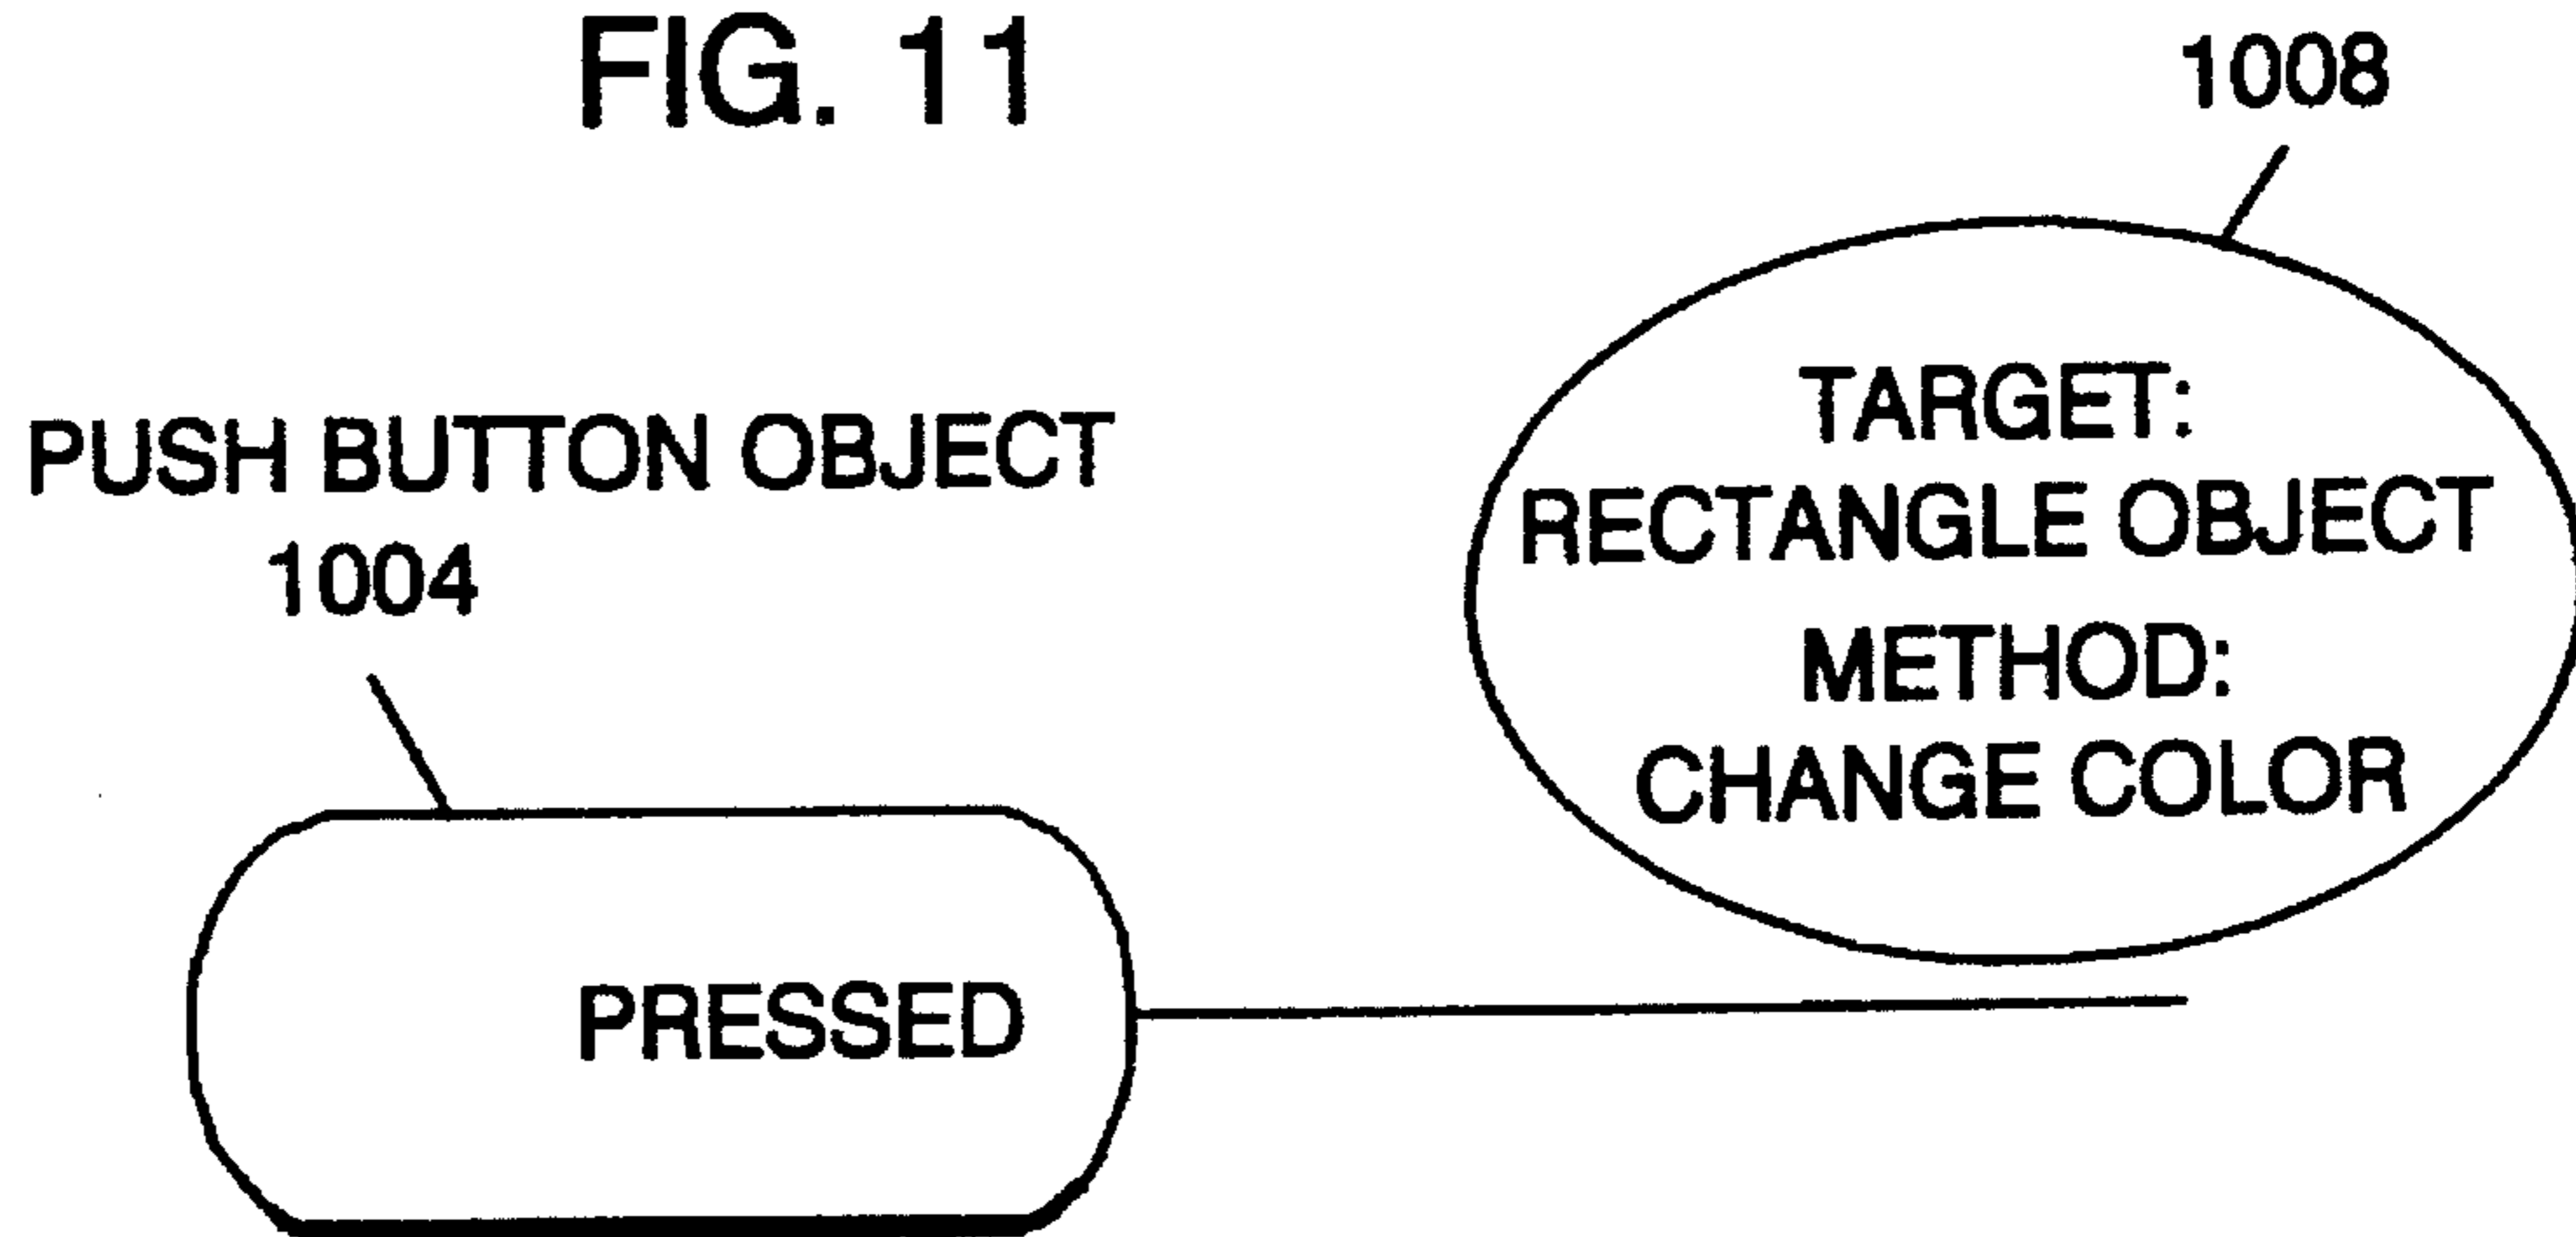 FIG. 11
1008
PUSH BUTTON OBJECT
1004
TARGET:
RECTANGLE OBJECT
METHOD:
CHANGE COLOR
PRESSED